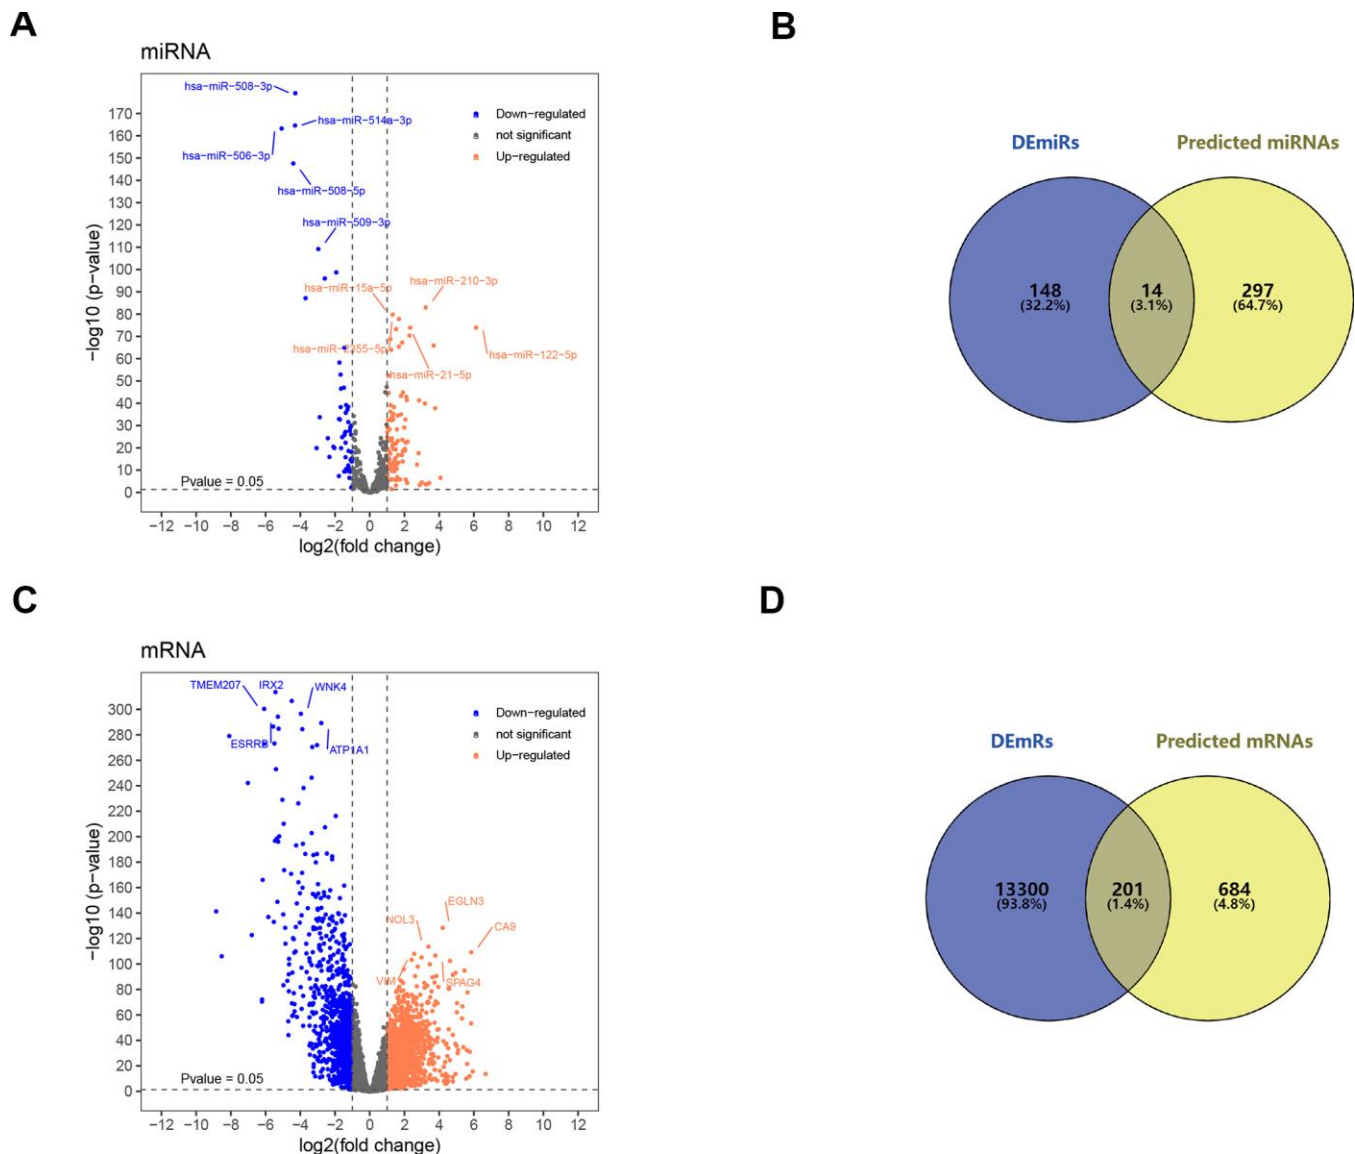 A
miRNA
hsa-miR-508-3p
hsa-miR-514a-3p
hsa-miR-506-3p
hsa-miR-508-5p
hsa-miR-509-3p
hsa-miR-15a-5p
hsa-miR-210-3p
hsa-miR-2355-5p
hsa-miR-122-5p
hsa-miR-21-5p
Down-regulated
not significant
Up-regulated
Pvalue = 0.05
170
160
150
140
130
120
110
100
90
80
70
60
50
40
30
20
10
0
-log10 (p-value)
-12 -10 -8 -6 -4 -2 0 2 4 6 8 10 12
log2(fold change)
B
DEmiRs
Predicted miRNAs
148
(32.2%)
14
(3.1%)
297
(64.7%)
C
mRNA
TMEM207
IRX2
WNK4
ESRRB
ATP1A1
Down-regulated
not significant
Up-regulated
EGLN3
NOL3
CA9
VIM
SPAG4
Pvalue = 0.05
300
280
260
240
220
200
180
160
140
120
100
80
60
40
20
0
-log10 (p-value)
-12 -10 -8 -6 -4 -2 0 2 4 6 8 10 12
log2(fold change)
D
DEmRs
Predicted mRNAs
13300
(93.8%)
201
(1.4%)
684
(4.8%)